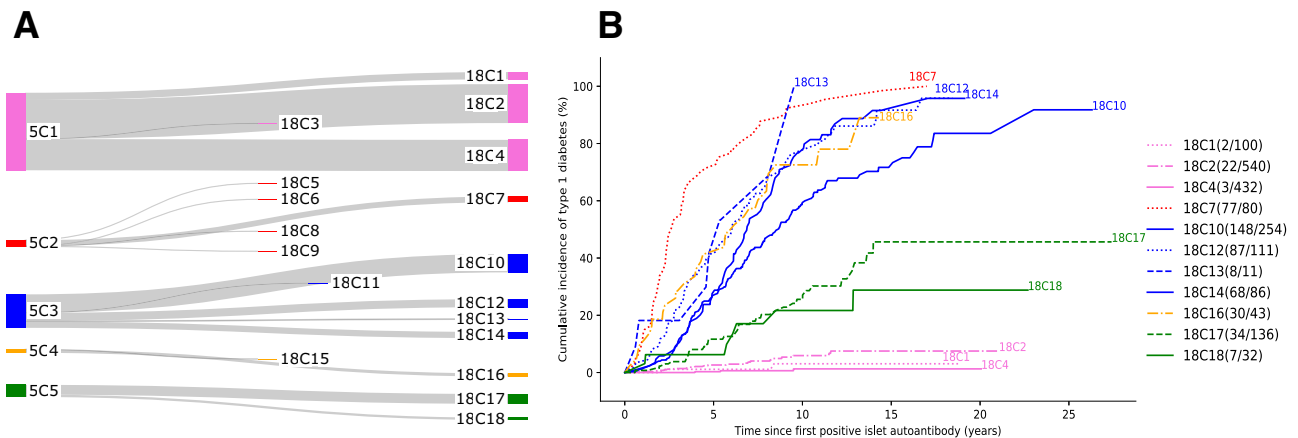 A
18C1
18C2
5C1
18C3
18C4
18C5
18C6
18C7
18C8
5C2
18C9
18C10
18C11
5C3
18C12
18C13
18C14
5C4
18C15
18C16
5C5
18C17
18C18
B
Cumulative incidence of type 1 diabetes (%)
100
80
60
40
20
0
0 5 10 15 20 25
Time since first positive islet autoantibody (years)
18C13
18C7
18C12
18C14
18C10
18C16
18C17
18C18
18C2
18C1
18C4
18C1(2/100)
18C2(22/540)
18C4(3/432)
18C7(77/80)
18C10(148/254)
18C12(87/111)
18C13(8/11)
18C14(68/86)
18C16(30/43)
18C17(34/136)
18C18(7/32)